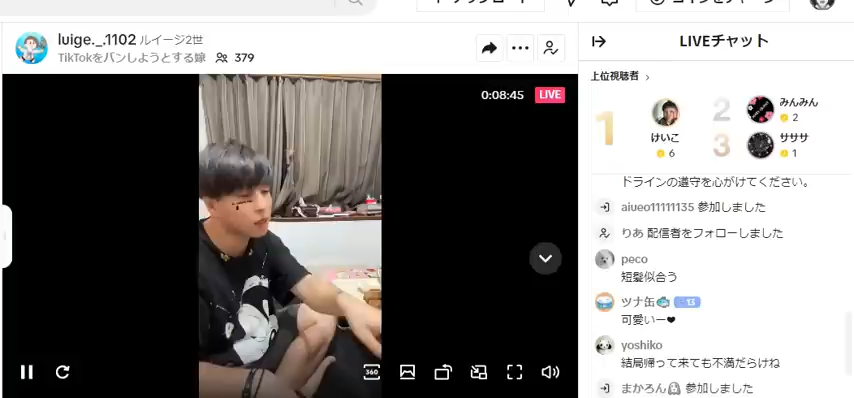 luige._.1102 ルイージ2世
TikTokをバンしようとする嫁 379
0:08:45 LIVE
LIVEチャット
上位視聴者
1
けいこ
6
2
みんみん
2
3
サササ
1
ドラインの遵守を心がけてください。
aiueo11111135 参加しました
りあ 配信者をフォローしました
peco
短髪似合う
ツナ缶 13
可愛いー❤
yoshiko
結局帰って来ても不満だらけね
まかろん 参加しました
360